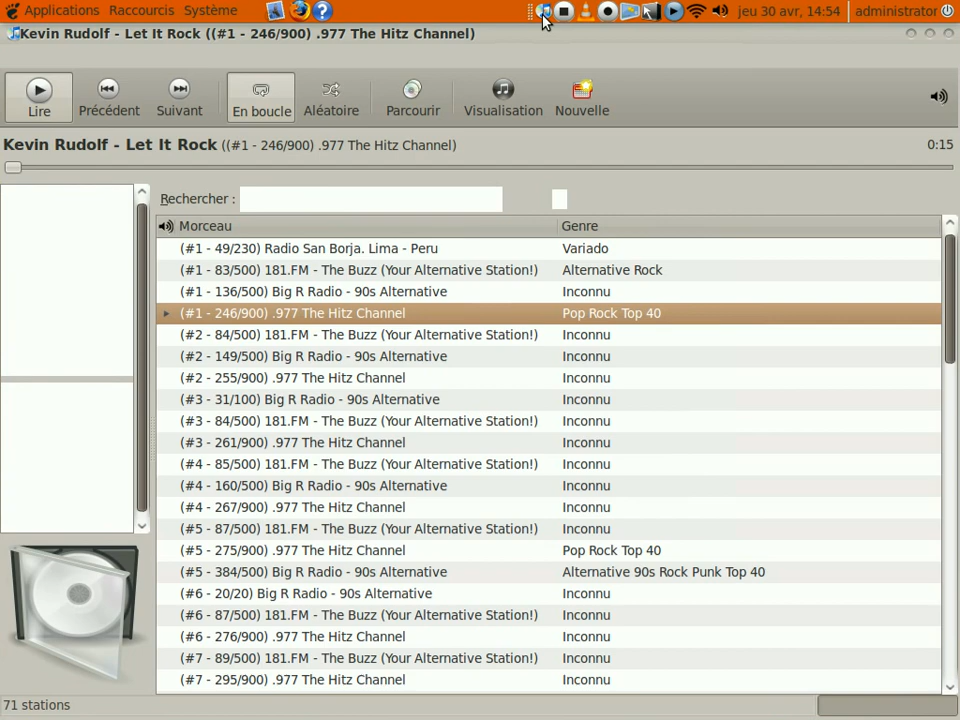 Applications Raccourcis Système jeu 30 avr, 14:54 administrator
Kevin Rudolf - Let It Rock ((#1 - 246/900) .977 The Hitz Channel)
Lire Précédent Suivant En boucle Aléatoire Parcourir Visualisation Nouvelle
Kevin Rudolf - Let It Rock ((#1 - 246/900) .977 The Hitz Channel) 0:15
Rechercher :
Morceau Genre
(#1 - 49/230) Radio San Borja. Lima - Peru Variado
(#1 - 83/500) 181.FM - The Buzz (Your Alternative Station!) Alternative Rock
(#1 - 136/500) Big R Radio - 90s Alternative Inconnu
(#1 - 246/900) .977 The Hitz Channel Pop Rock Top 40
(#2 - 84/500) 181.FM - The Buzz (Your Alternative Station!) Inconnu
(#2 - 149/500) Big R Radio - 90s Alternative Inconnu
(#2 - 255/900) .977 The Hitz Channel Inconnu
(#3 - 31/100) Big R Radio - 90s Alternative Inconnu
(#3 - 84/500) 181.FM - The Buzz (Your Alternative Station!) Inconnu
(#3 - 261/900) .977 The Hitz Channel Inconnu
(#4 - 85/500) 181.FM - The Buzz (Your Alternative Station!) Inconnu
(#4 - 160/500) Big R Radio - 90s Alternative Inconnu
(#4 - 267/900) .977 The Hitz Channel Inconnu
(#5 - 87/500) 181.FM - The Buzz (Your Alternative Station!) Inconnu
(#5 - 275/900) .977 The Hitz Channel Pop Rock Top 40
(#5 - 384/500) Big R Radio - 90s Alternative Alternative 90s Rock Punk Top 40
(#6 - 20/20) Big R Radio - 90s Alternative Inconnu
(#6 - 87/500) 181.FM - The Buzz (Your Alternative Station!) Inconnu
(#6 - 276/900) .977 The Hitz Channel Inconnu
(#7 - 89/500) 181.FM - The Buzz (Your Alternative Station!) Inconnu
(#7 - 295/900) .977 The Hitz Channel Inconnu
71 stations